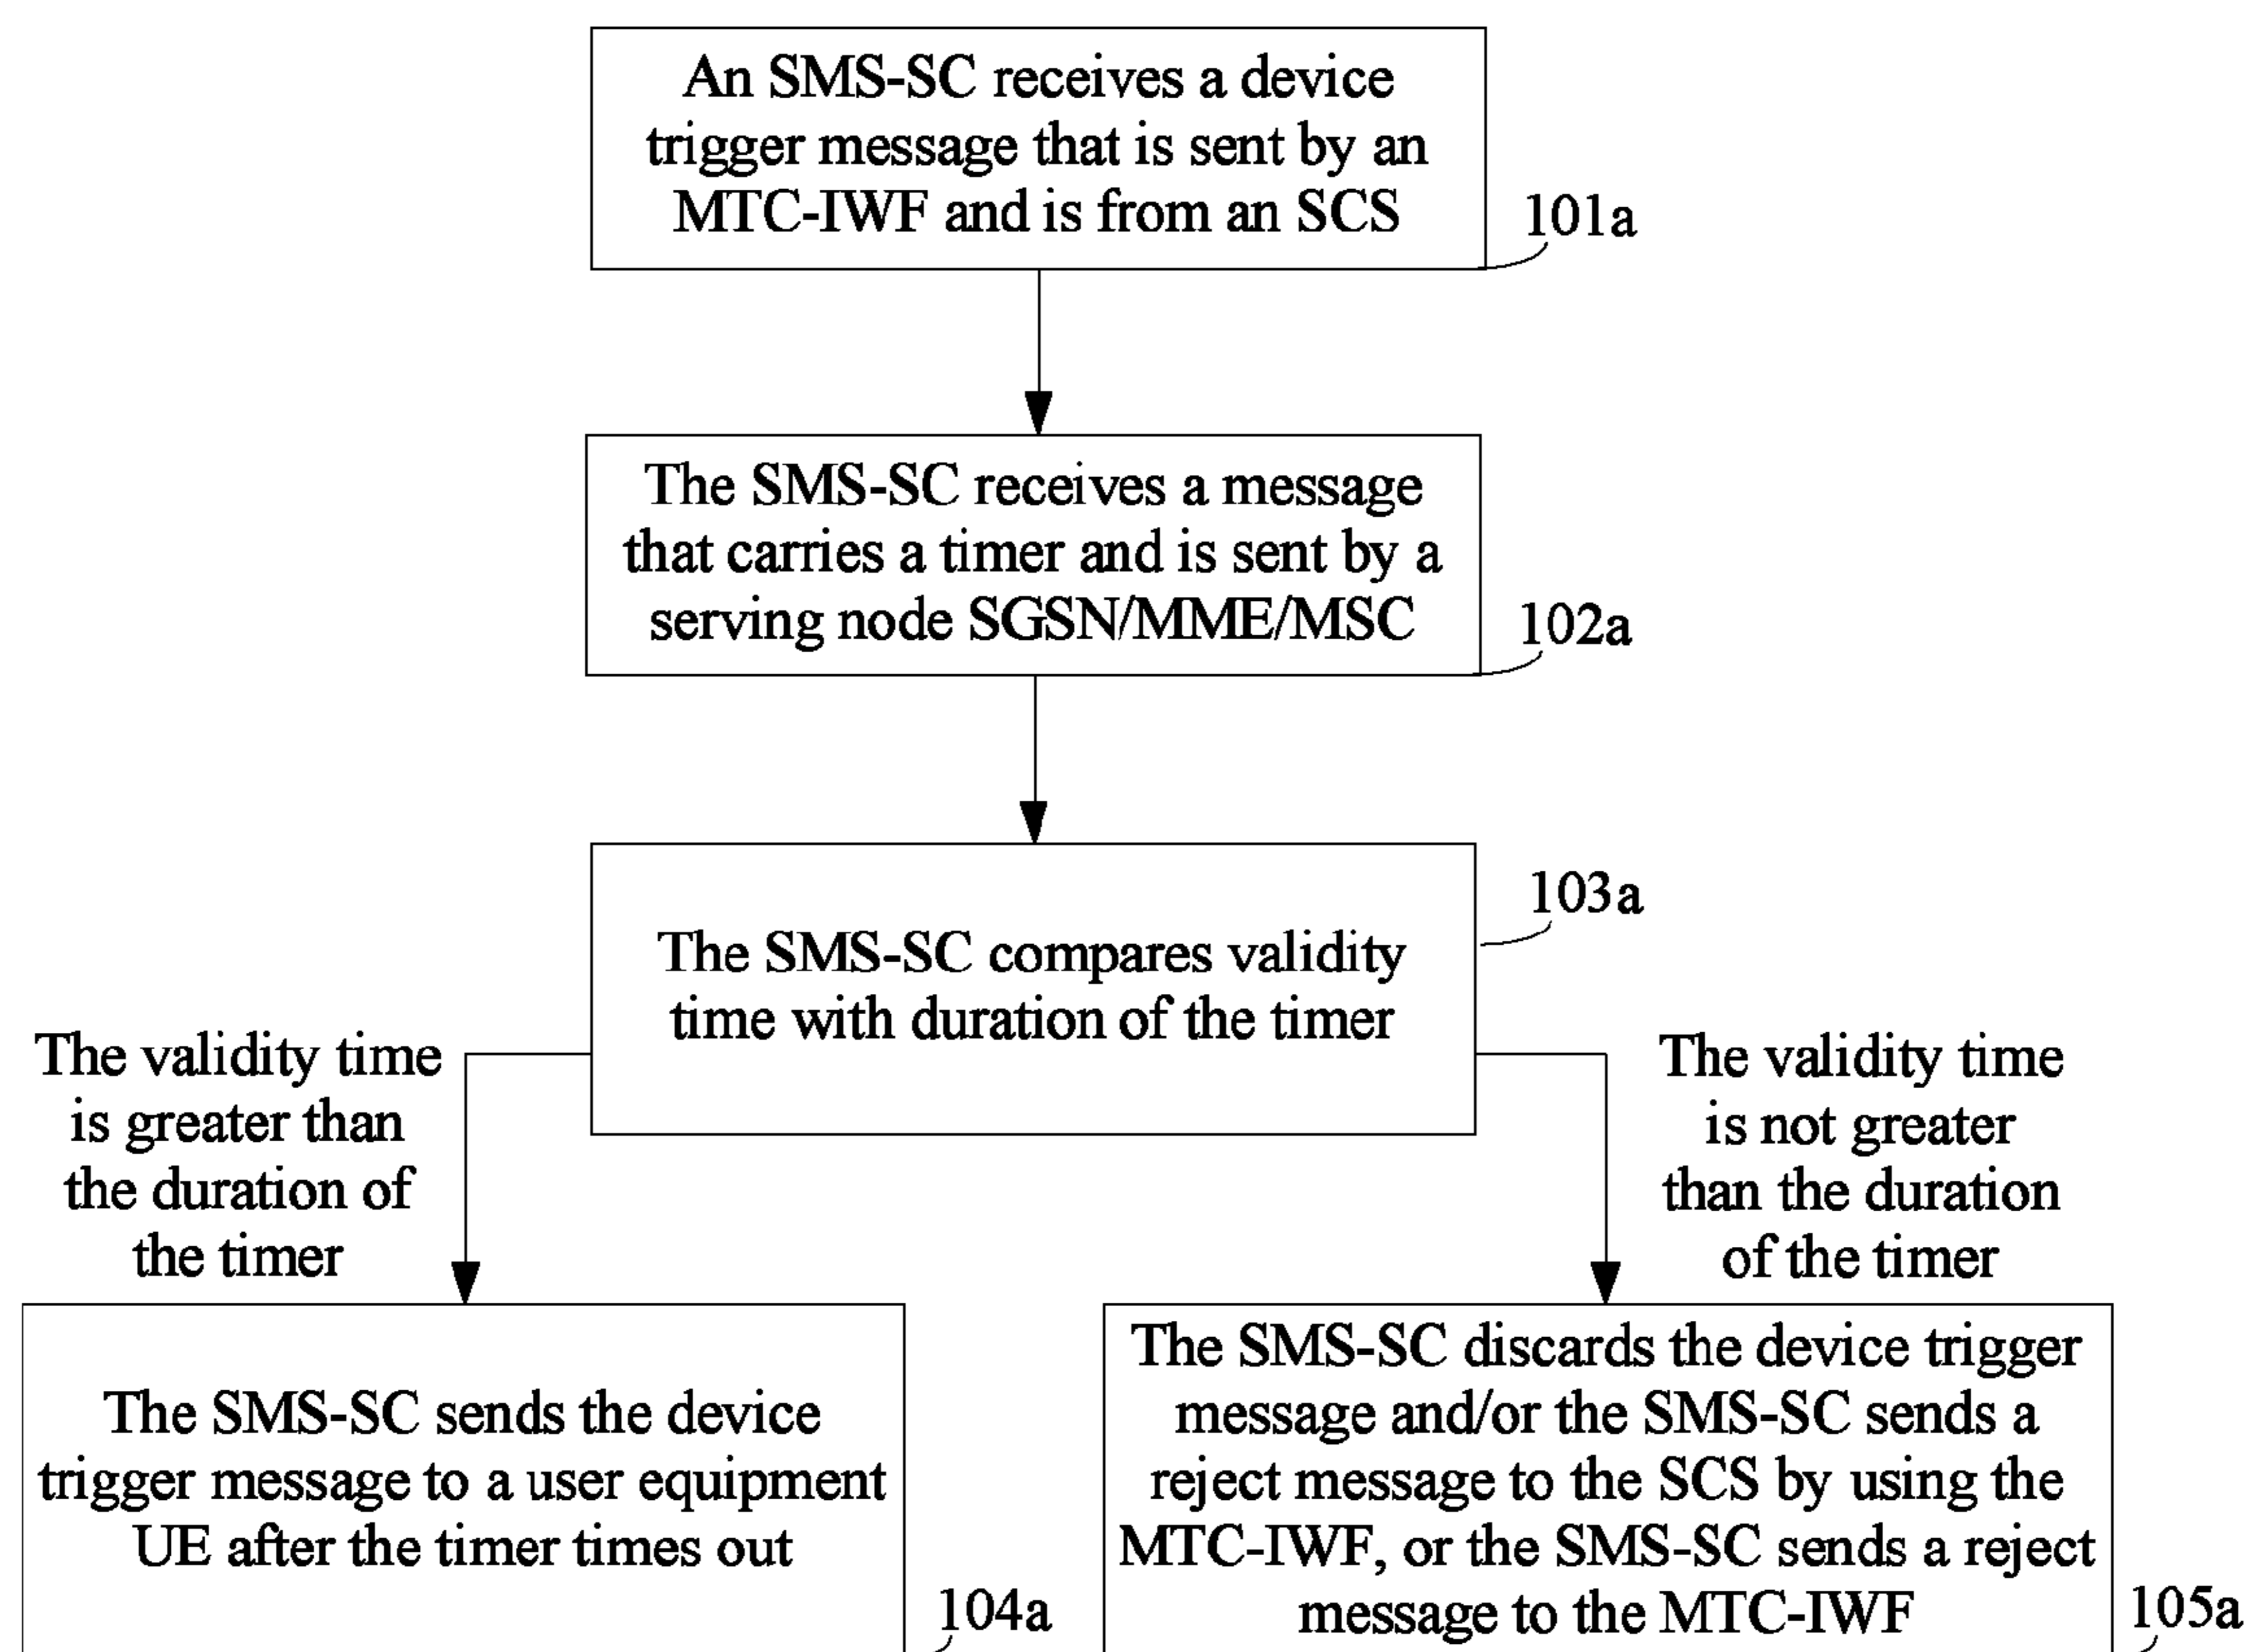 An SMS-SC receives a device
trigger message that is sent by an
MTC-IWF and is from an SCS
101a
The SMS-SC receives a message
that carries a timer and is sent by a
serving node SGSN/MME/MSC
102a
The SMS-SC compares validity
time with duration of the timer
103a
The validity time
is greater than
the duration of
the timer
The validity time
is not greater
than the duration
of the timer
The SMS-SC sends the device
trigger message to a user equipment
UE after the timer times out
104a
The SMS-SC discards the device trigger
message and/or the SMS-SC sends a
reject message to the SCS by using the
MTC-IWF, or the SMS-SC sends a reject
message to the MTC-IWF
105a